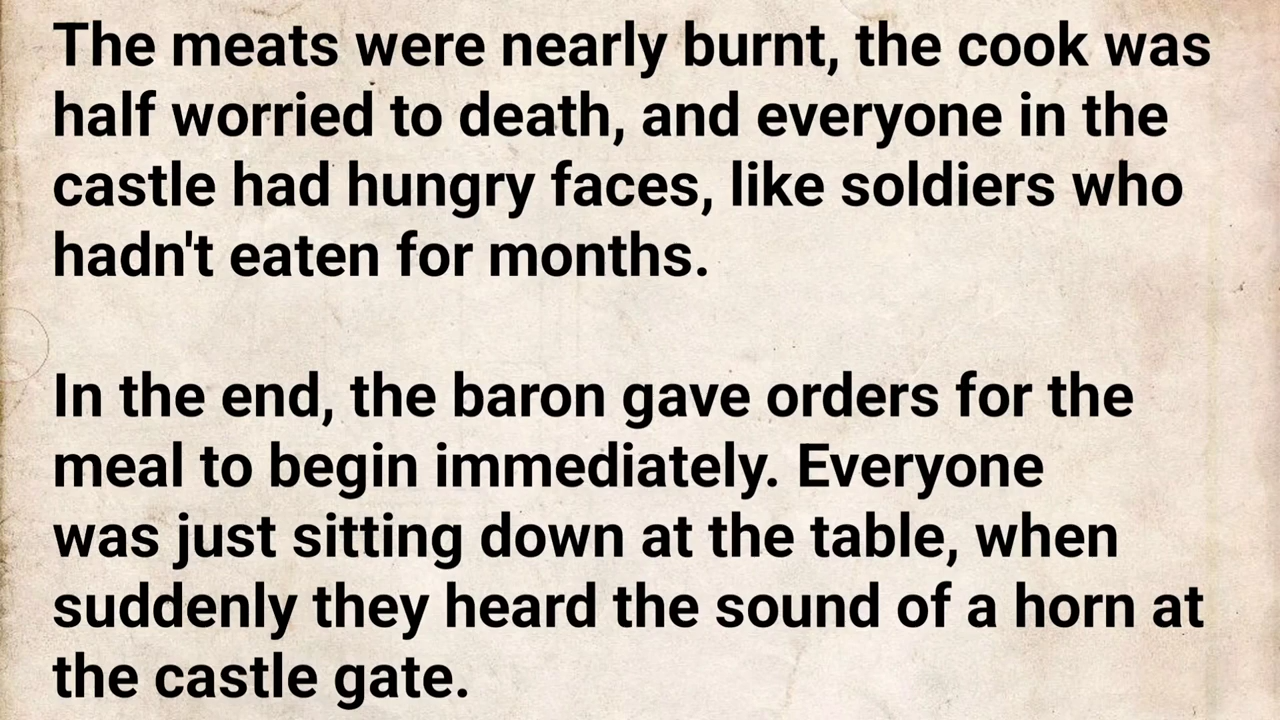 The meats were nearly burnt, the cook was
half worried to death, and everyone in the
castle had hungry faces, like soldiers who
hadn't eaten for months.
In the end, the baron gave orders for the
meal to begin immediately. Everyone
was just sitting down at the table, when
suddenly they heard the sound of a horn at
the castle gate.